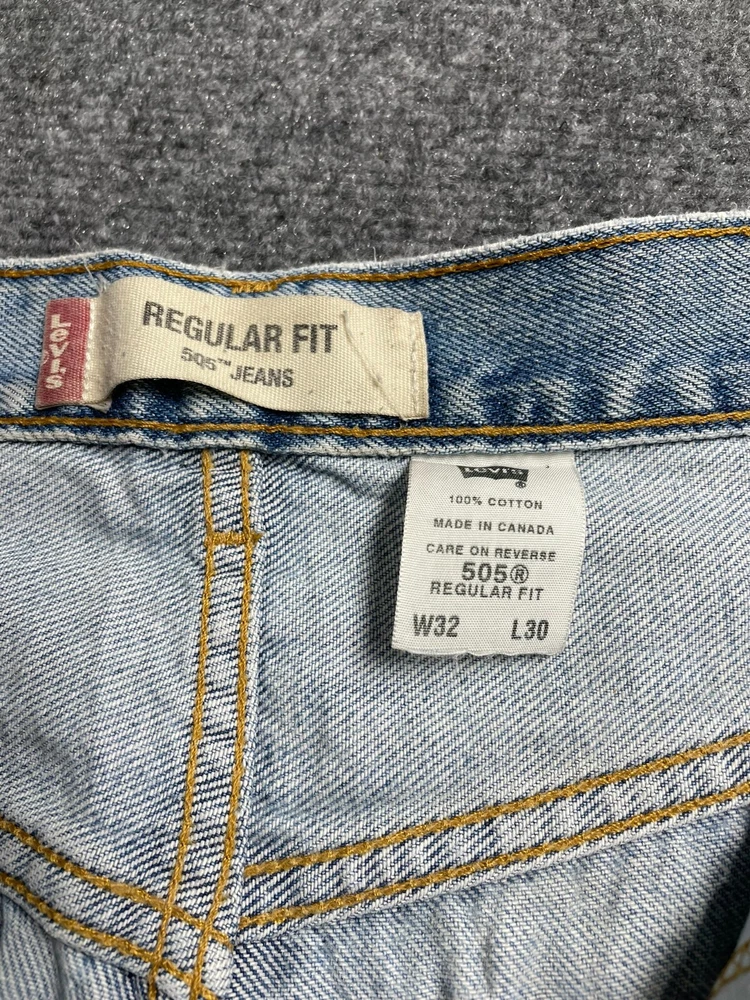 Levi's
REGULAR FIT
505™ JEANS
Levi's
®
100% COTTON
MADE IN CANADA
CARE ON REVERSE
505®
REGULAR FIT
W32 L30